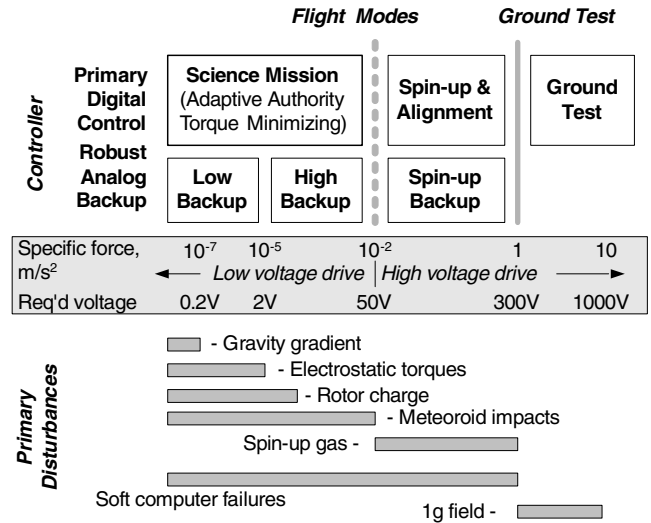 Flight Modes
Ground Test
Controller
Primary
Digital
Control
Robust
Analog
Backup
Science Mission
(Adaptive Authority
Torque Minimizing)
Spin-up &
Alignment
Ground
Test
Low
Backup
High
Backup
Spin-up
Backup
Specific force,
m/s2
10-7 10-5 10-2 1 10
Low voltage drive High voltage drive
Req'd voltage 0.2V 2V 50V 300V 1000V
Primary
Disturbances
- Gravity gradient
- Electrostatic torques
- Rotor charge
- Meteoroid impacts
Spin-up gas -
Soft computer failures
1g field -